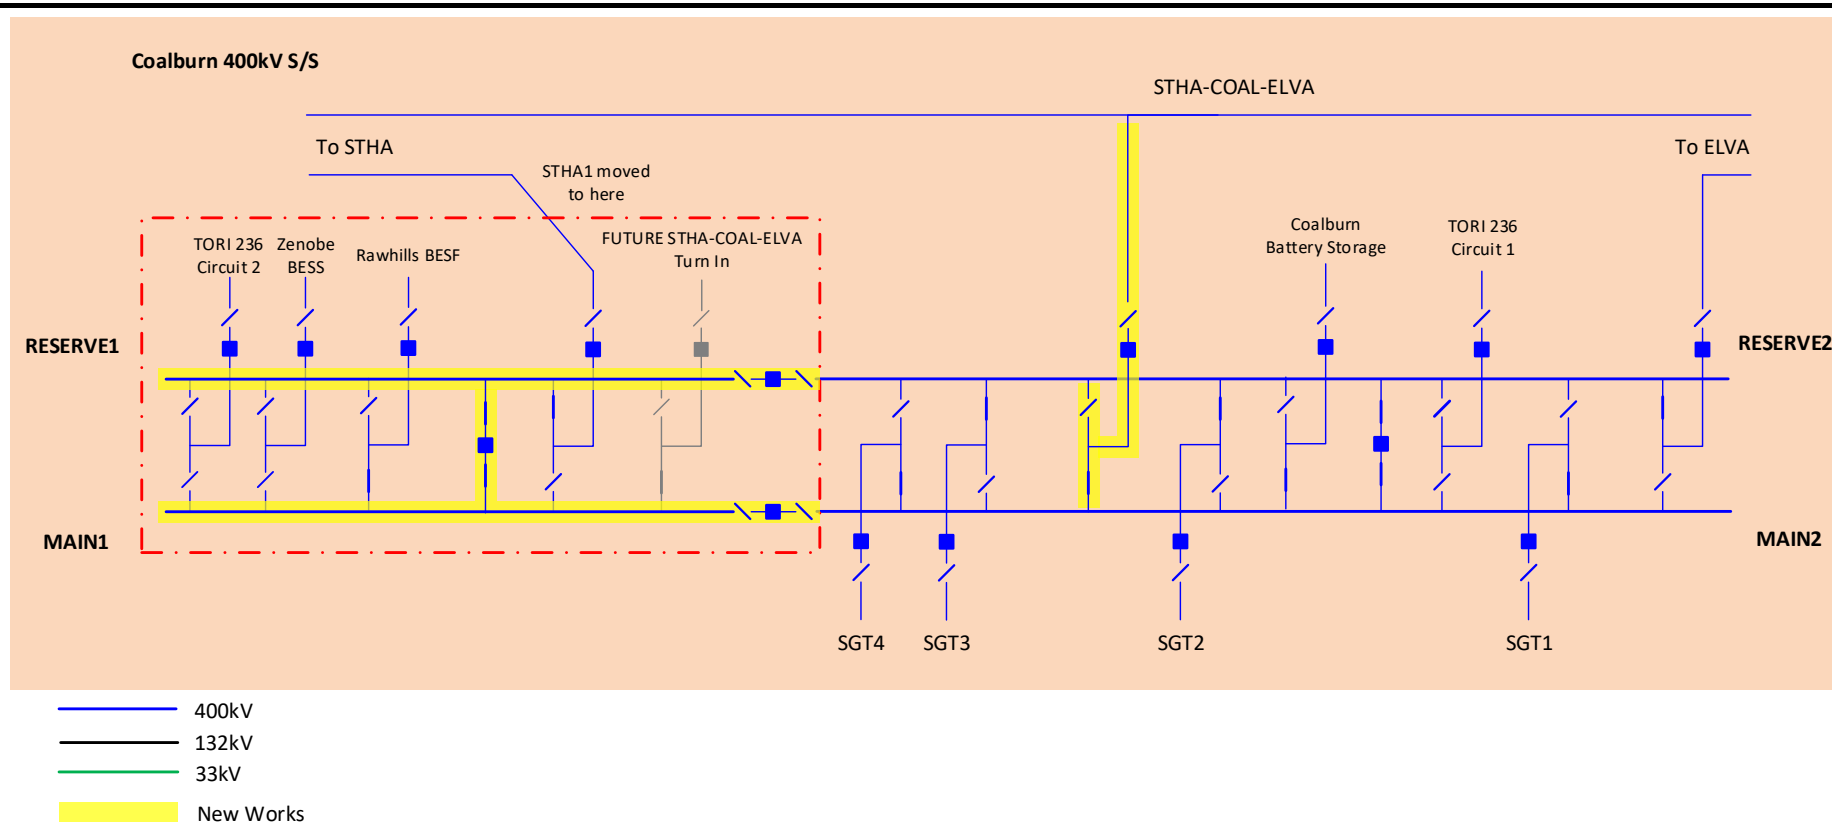 Coalburn 400kV S/S
STHA-COAL-ELVA
To STHA
To ELVA
STHA1 moved
to here
TORI 236
Circuit 2
Zenobe
BESS
Rawhills BESF
FUTURE STHA-COAL-ELVA
Turn In
Coalburn
Battery Storage
TORI 236
Circuit 1
RESERVE1
RESERVE2
MAIN1
MAIN2
SGT4
SGT3
SGT2
SGT1
400kV
132kV
33kV
New Works